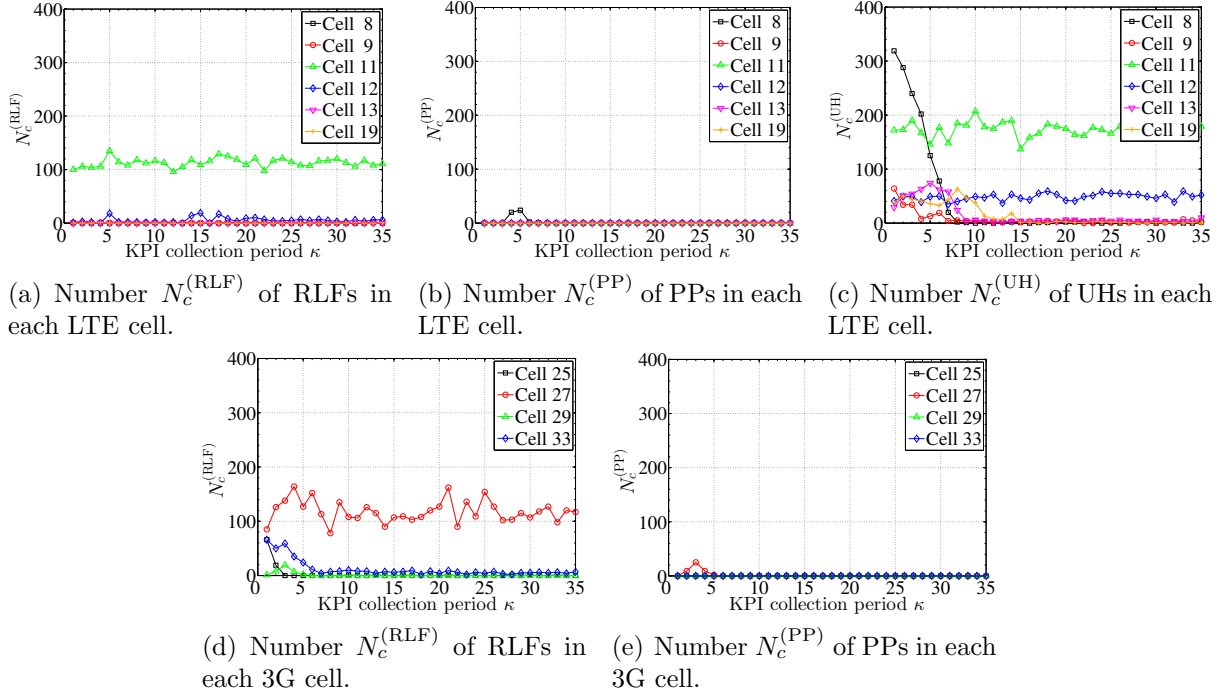 400
300
200
100
0
N_c^(RLF)
Cell 8
Cell 9
Cell 11
Cell 12
Cell 13
Cell 19
0 5 10 15 20 25 30 35
KPI collection period κ
(a) Number N_c^(RLF) of RLFs in
each LTE cell.
400
300
200
100
0
N_c^(PP)
Cell 8
Cell 9
Cell 11
Cell 12
Cell 13
Cell 19
0 5 10 15 20 25 30 35
KPI collection period κ
(b) Number N_c^(PP) of PPs in each
LTE cell.
400
300
200
100
0
N_c^(UH)
Cell 8
Cell 9
Cell 11
Cell 12
Cell 13
Cell 19
0 5 10 15 20 25 30 35
KPI collection period κ
(c) Number N_c^(UH) of UHs in each
LTE cell.
400
300
200
100
0
N_c^(RLF)
Cell 25
Cell 27
Cell 29
Cell 33
0 5 10 15 20 25 30 35
KPI collection period κ
(d) Number N_c^(RLF) of RLFs in
each 3G cell.
400
300
200
100
0
N_c^(PP)
Cell 25
Cell 27
Cell 29
Cell 33
0 5 10 15 20 25 30 35
KPI collection period κ
(e) Number N_c^(PP) of PPs in each
3G cell.